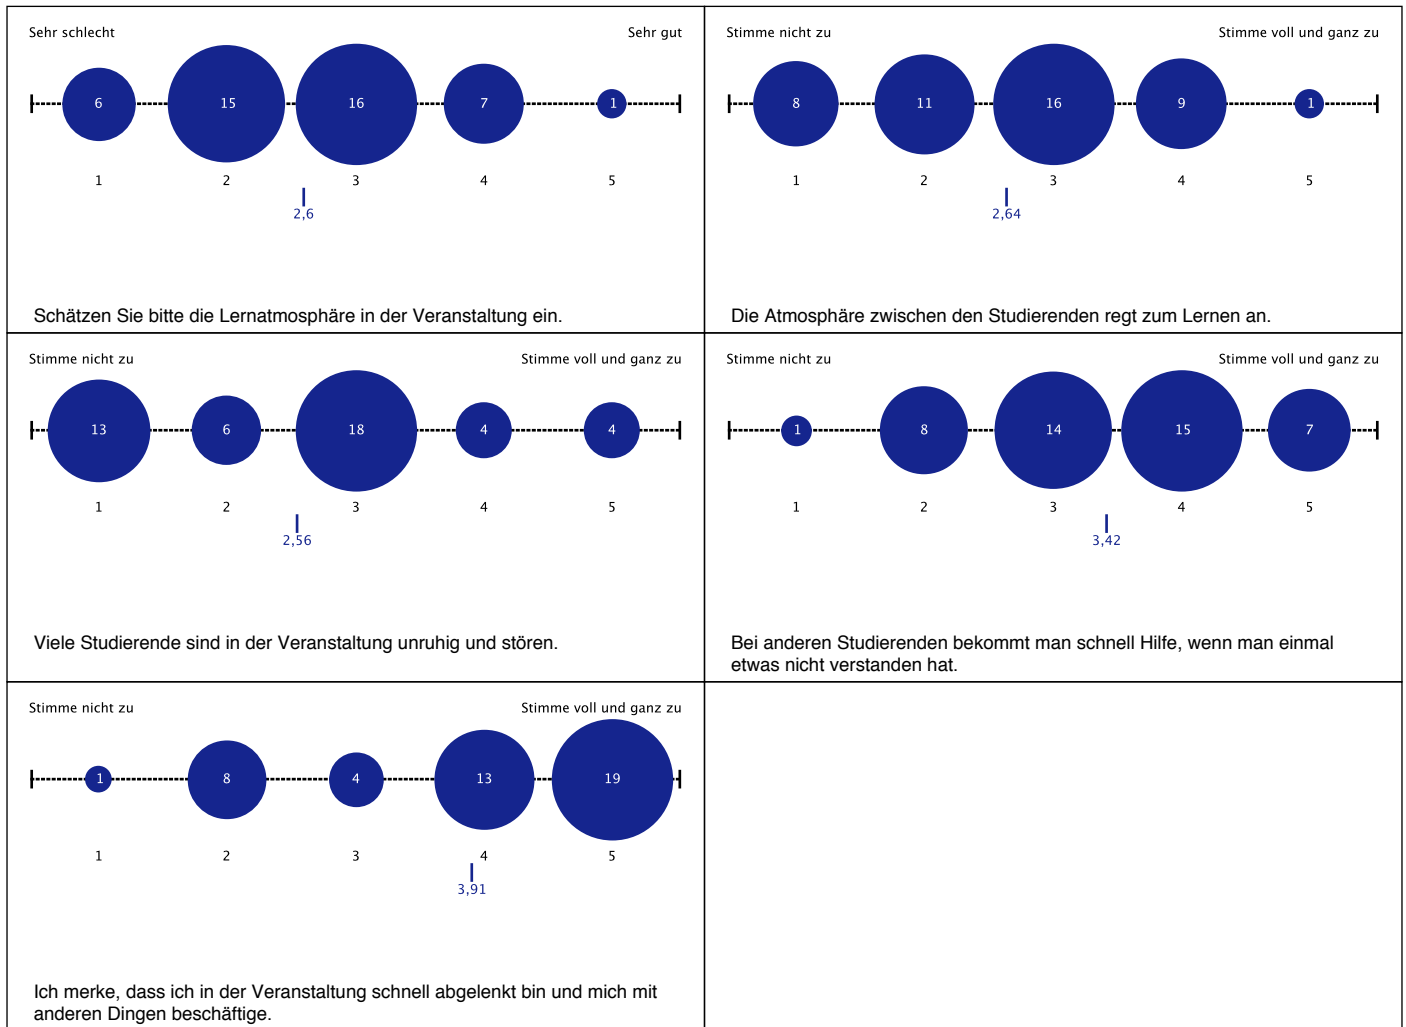 Sehr schlecht Sehr gut
6 15 16 7 1
1 2 3 4 5
2,6
Schätzen Sie bitte die Lernatmosphäre in der Veranstaltung ein.
Stimme nicht zu Stimme voll und ganz zu
8 11 16 9 1
1 2 3 4 5
2,64
Die Atmosphäre zwischen den Studierenden regt zum Lernen an.
Stimme nicht zu Stimme voll und ganz zu
13 6 18 4 4
1 2 3 4 5
2,56
Viele Studierende sind in der Veranstaltung unruhig und stören.
Stimme nicht zu Stimme voll und ganz zu
1 8 14 15 7
1 2 3 4 5
3,42
Bei anderen Studierenden bekommt man schnell Hilfe, wenn man einmal
etwas nicht verstanden hat.
Stimme nicht zu Stimme voll und ganz zu
1 8 4 13 19
1 2 3 4 5
3,91
Ich merke, dass ich in der Veranstaltung schnell abgelenkt bin und mich mit
anderen Dingen beschäftige.